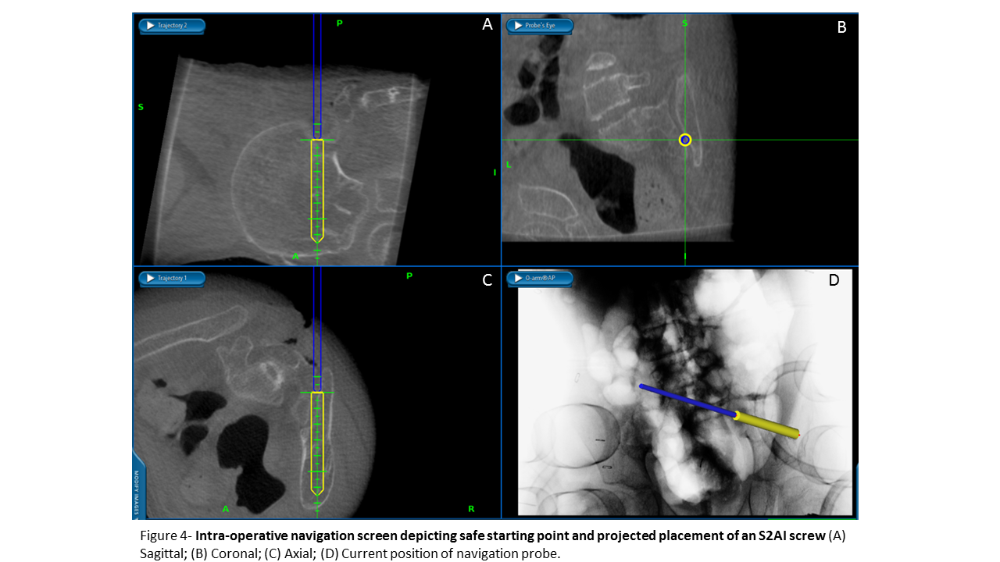 Trajectory 2
P
A
S
I
A
Probe's Eye
S
B
L
I
Trajectory 1
P
C
MODIFY IMAGES
A
R
O-arm®AP
D
Figure 4- Intra-operative navigation screen depicting safe starting point and projected placement of an S2AI screw (A)
Sagittal; (B) Coronal; (C) Axial; (D) Current position of navigation probe.